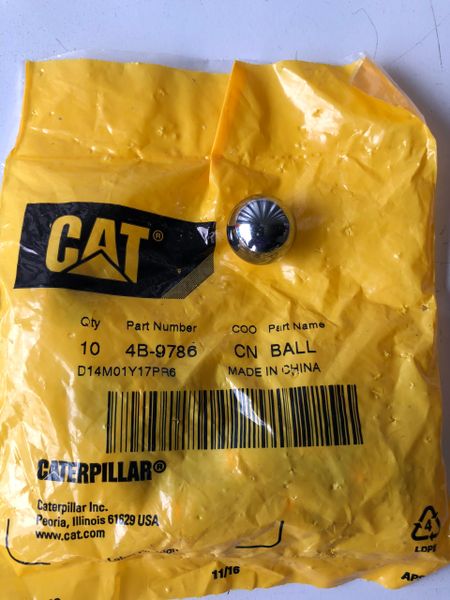 CAT®
Qty Part Number COO Part Name
10 4B-9786 CN BALL
D14M01Y17PR6 MADE IN CHINA
CATERPILLAR®
Caterpillar Inc.
Peoria, Illinois 61629 USA
www.cat.com
4
LDPE
11/16